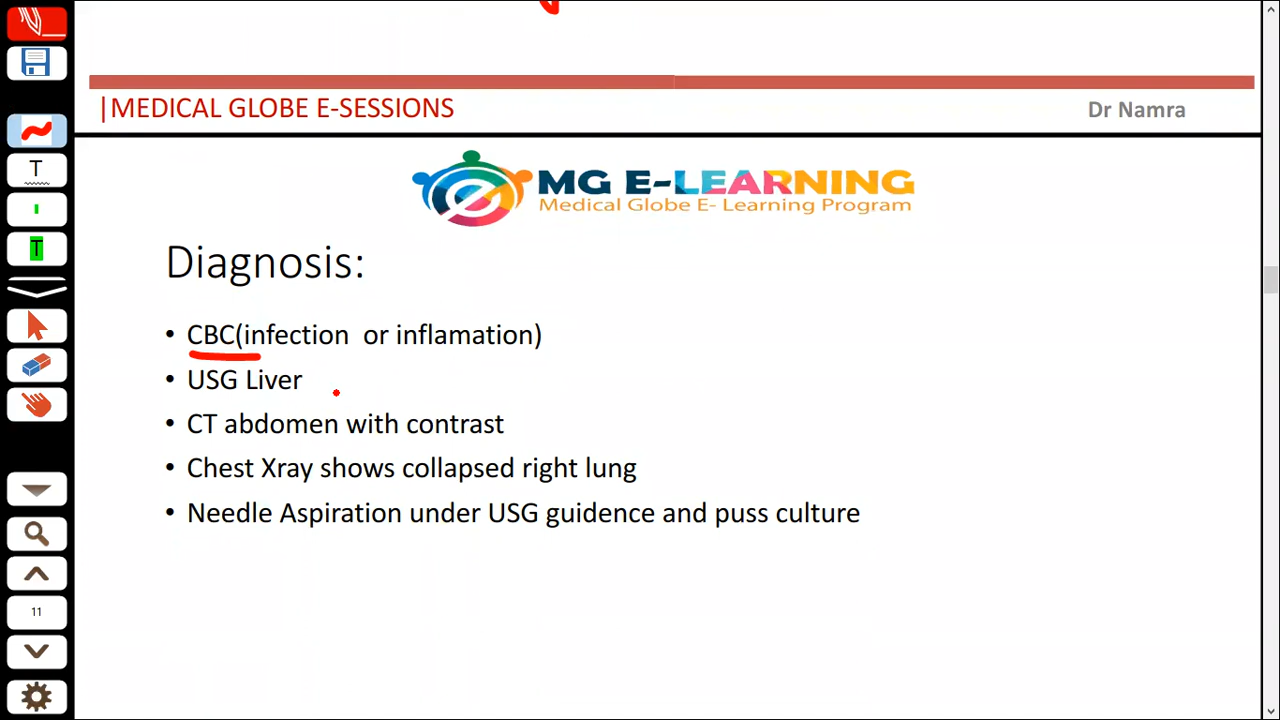 |MEDICAL GLOBE E-SESSIONS
Dr Namra
MG E-LEARNING
Medical Globe E- Learning Program
Diagnosis:
• CBC(infection or inflamation)
• USG Liver
• CT abdomen with contrast
• Chest Xray shows collapsed right lung
• Needle Aspiration under USG guidence and puss culture
T
T
11